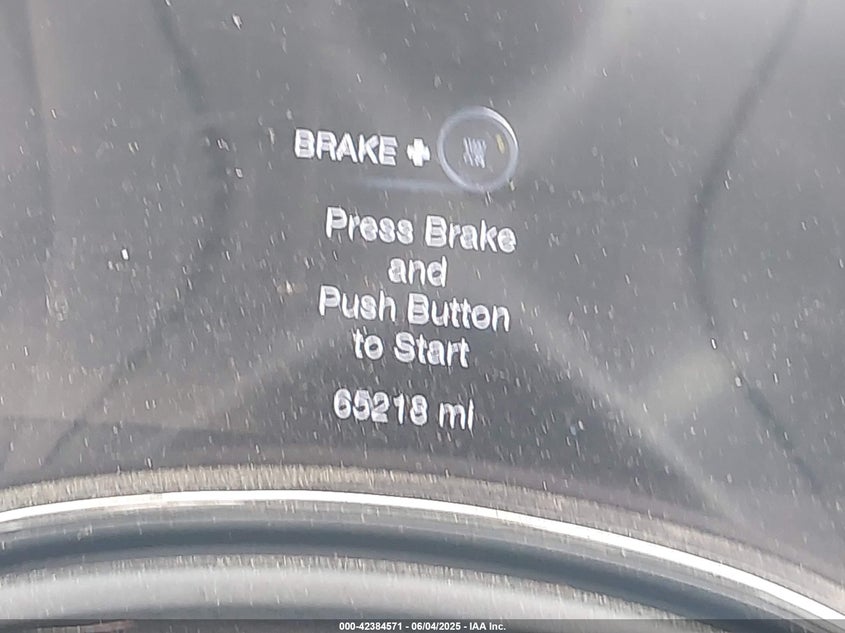 BRAKE +
Press Brake
and
Push Button
to Start
65218 mi
000-42384571 - 06/04/2025 - IAA Inc.